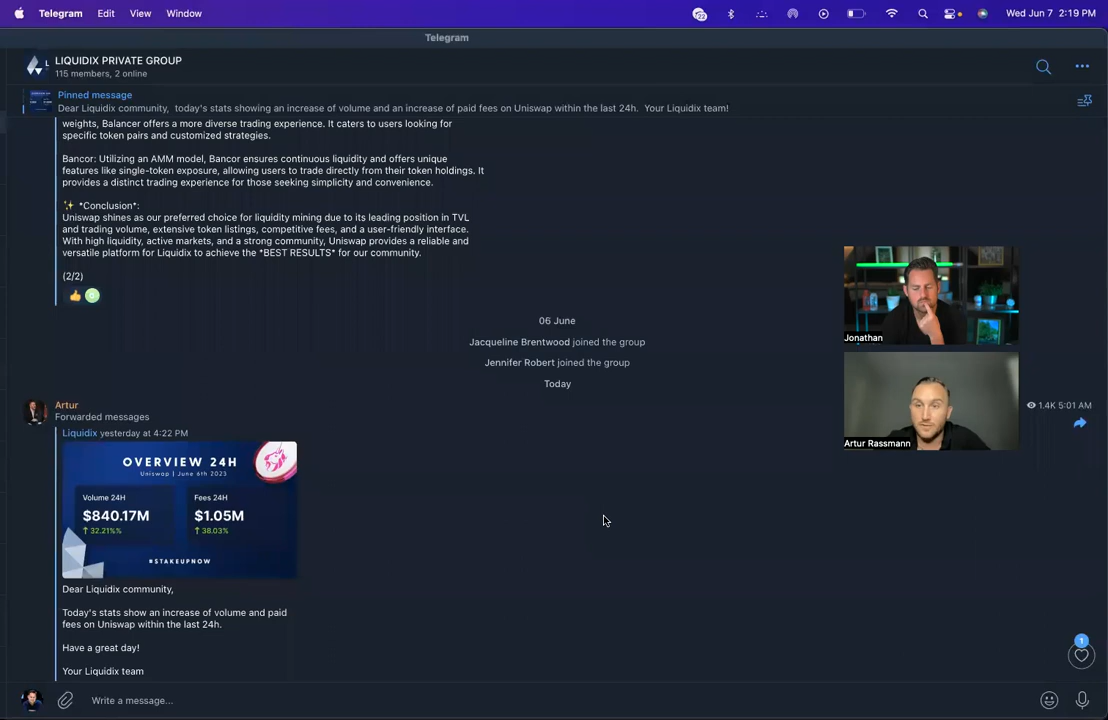 Telegram Edit View Window
22
Wed Jun 7 2:19 PM
Telegram
LIQUIDIX PRIVATE GROUP
115 members, 2 online
Pinned message
Dear Liquidix community, today's stats showing an increase of volume and an increase of paid fees on Uniswap within the last 24h. Your Liquidix team!
weights, Balancer offers a more diverse trading experience. It caters to users looking for
specific token pairs and customized strategies.
Bancor: Utilizing an AMM model, Bancor ensures continuous liquidity and offers unique
features like single-token exposure, allowing users to trade directly from their token holdings. It
provides a distinct trading experience for those seeking simplicity and convenience.
✨ *Conclusion*:
Uniswap shines as our preferred choice for liquidity mining due to its leading position in TVL
and trading volume, extensive token listings, competitive fees, and a user-friendly interface.
With high liquidity, active markets, and a strong community, Uniswap provides a reliable and
versatile platform for Liquidix to achieve the *BEST RESULTS* for our community.
(2/2)
06 June
Jacqueline Brentwood joined the group
Jennifer Robert joined the group
Today
Jonathan
Artur Rassmann
Artur
1.4K 5:01 AM
Forwarded messages
Liquidix yesterday at 4:22 PM
OVERVIEW 24H
Uniswap | June 6th 2023
Volume 24H
$840.17M
↑ 32.21%%
Fees 24H
$1.05M
↑ 38.03%
#STAKEUPNOW
Dear Liquidix community,
Today's stats show an increase of volume and paid
fees on Uniswap within the last 24h.
Have a great day!
Your Liquidix team
1
Write a message...